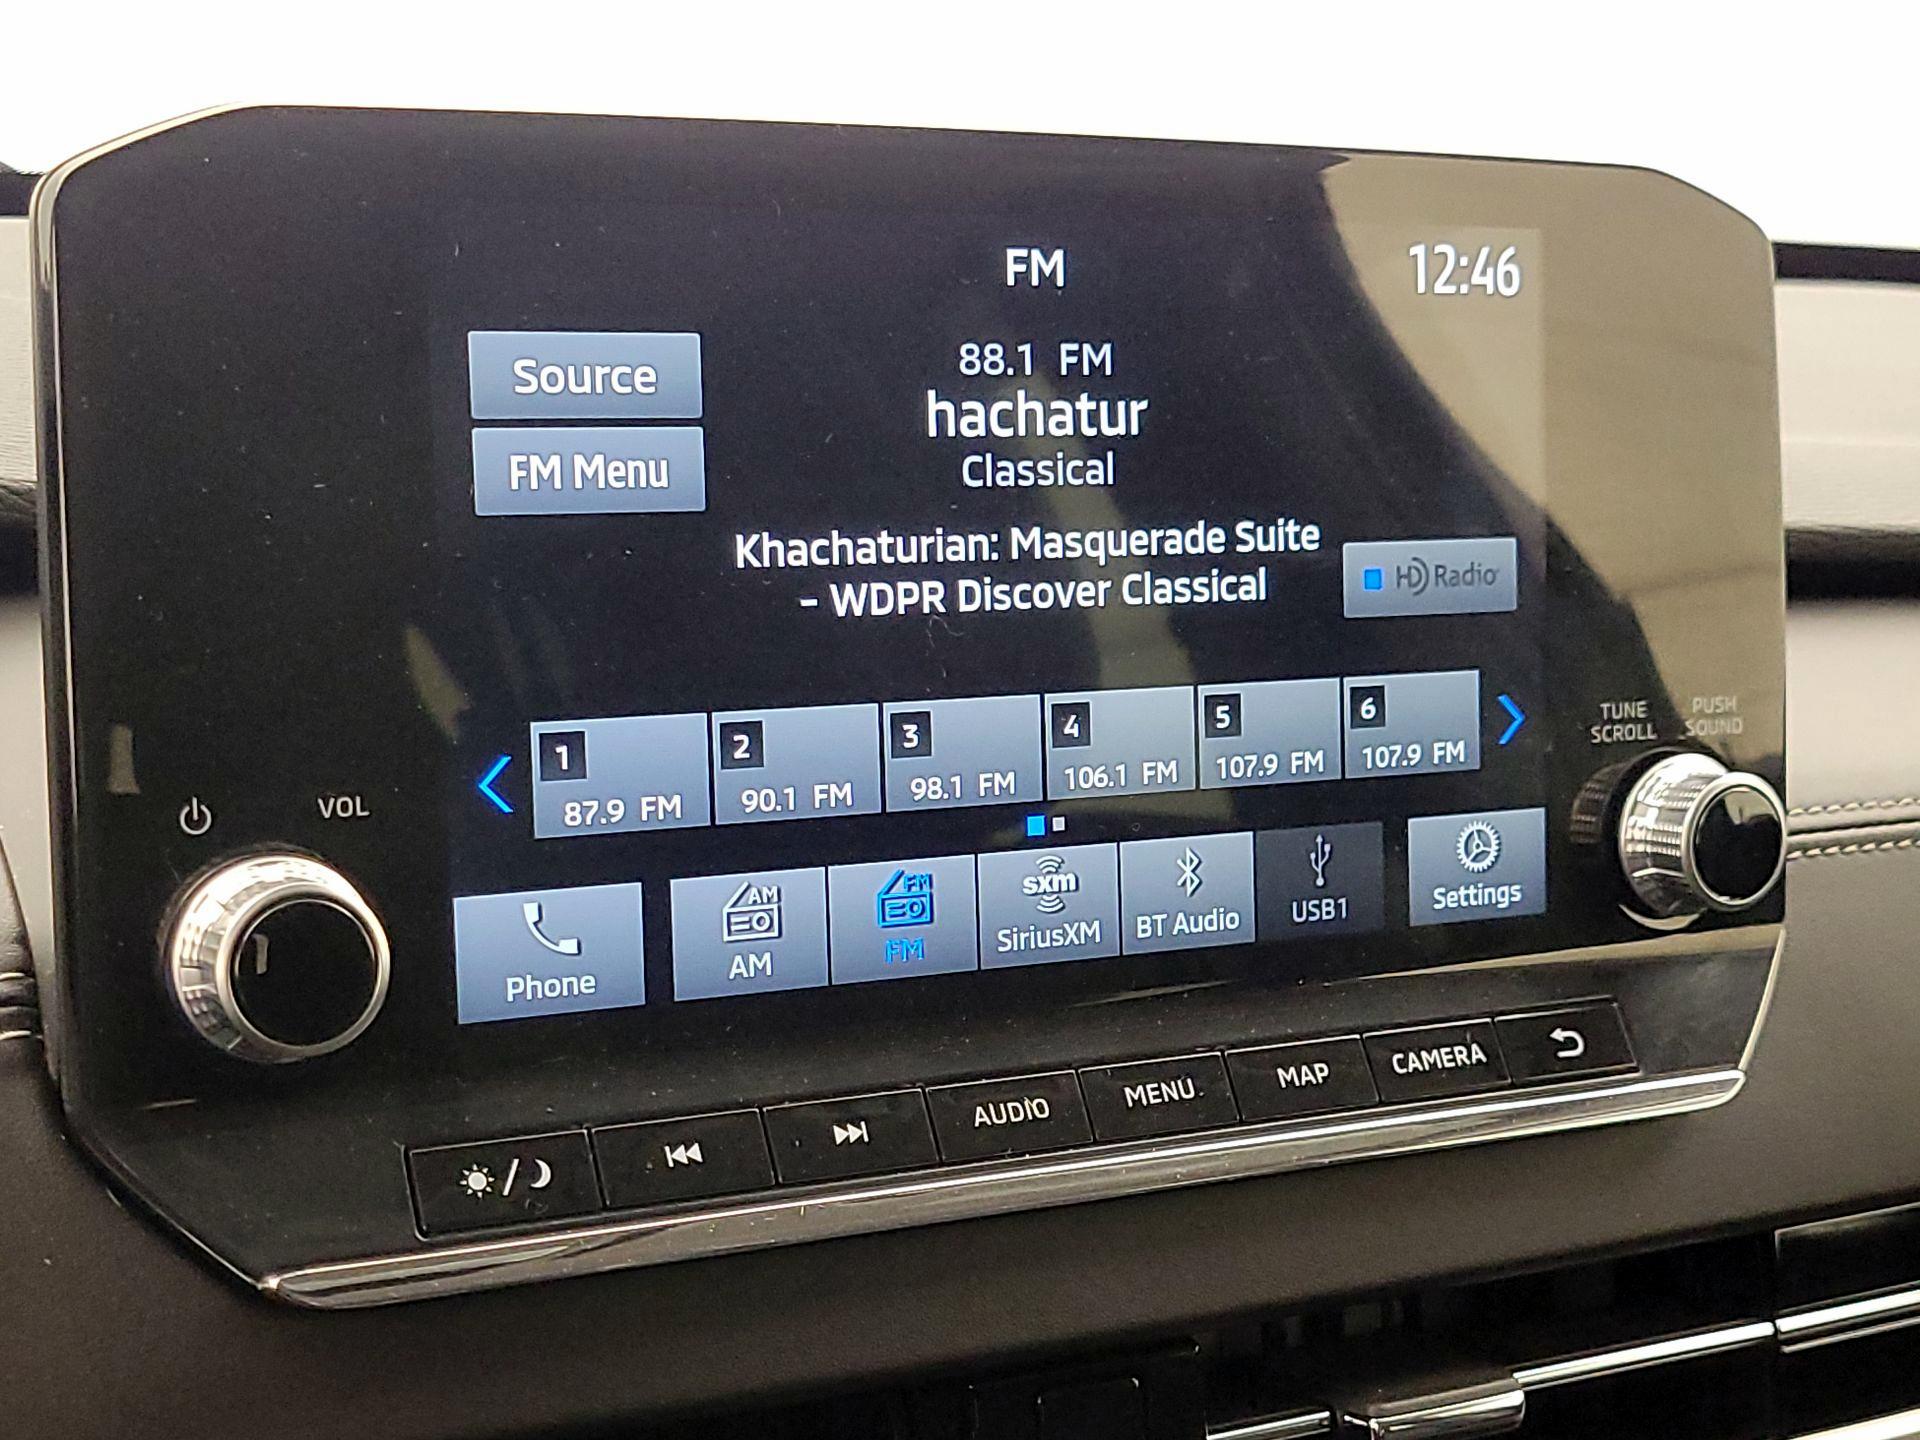 FM
12:46
Source
88.1 FM
hachatur
FM Menu
Classical
Khachaturian: Masquerade Suite
- WDPR Discover Classical
HD Radio
1
87.9 FM
2
90.1 FM
3
98.1 FM
4
106.1 FM
5
107.9 FM
6
107.9 FM
TUNE
SCROLL
PUSH
SOUND
VOL
Phone
AM
AM
FM
FM
sxm
SiriusXM
BT Audio
USB1
Settings
AUDIO
MENU
MAP
CAMERA